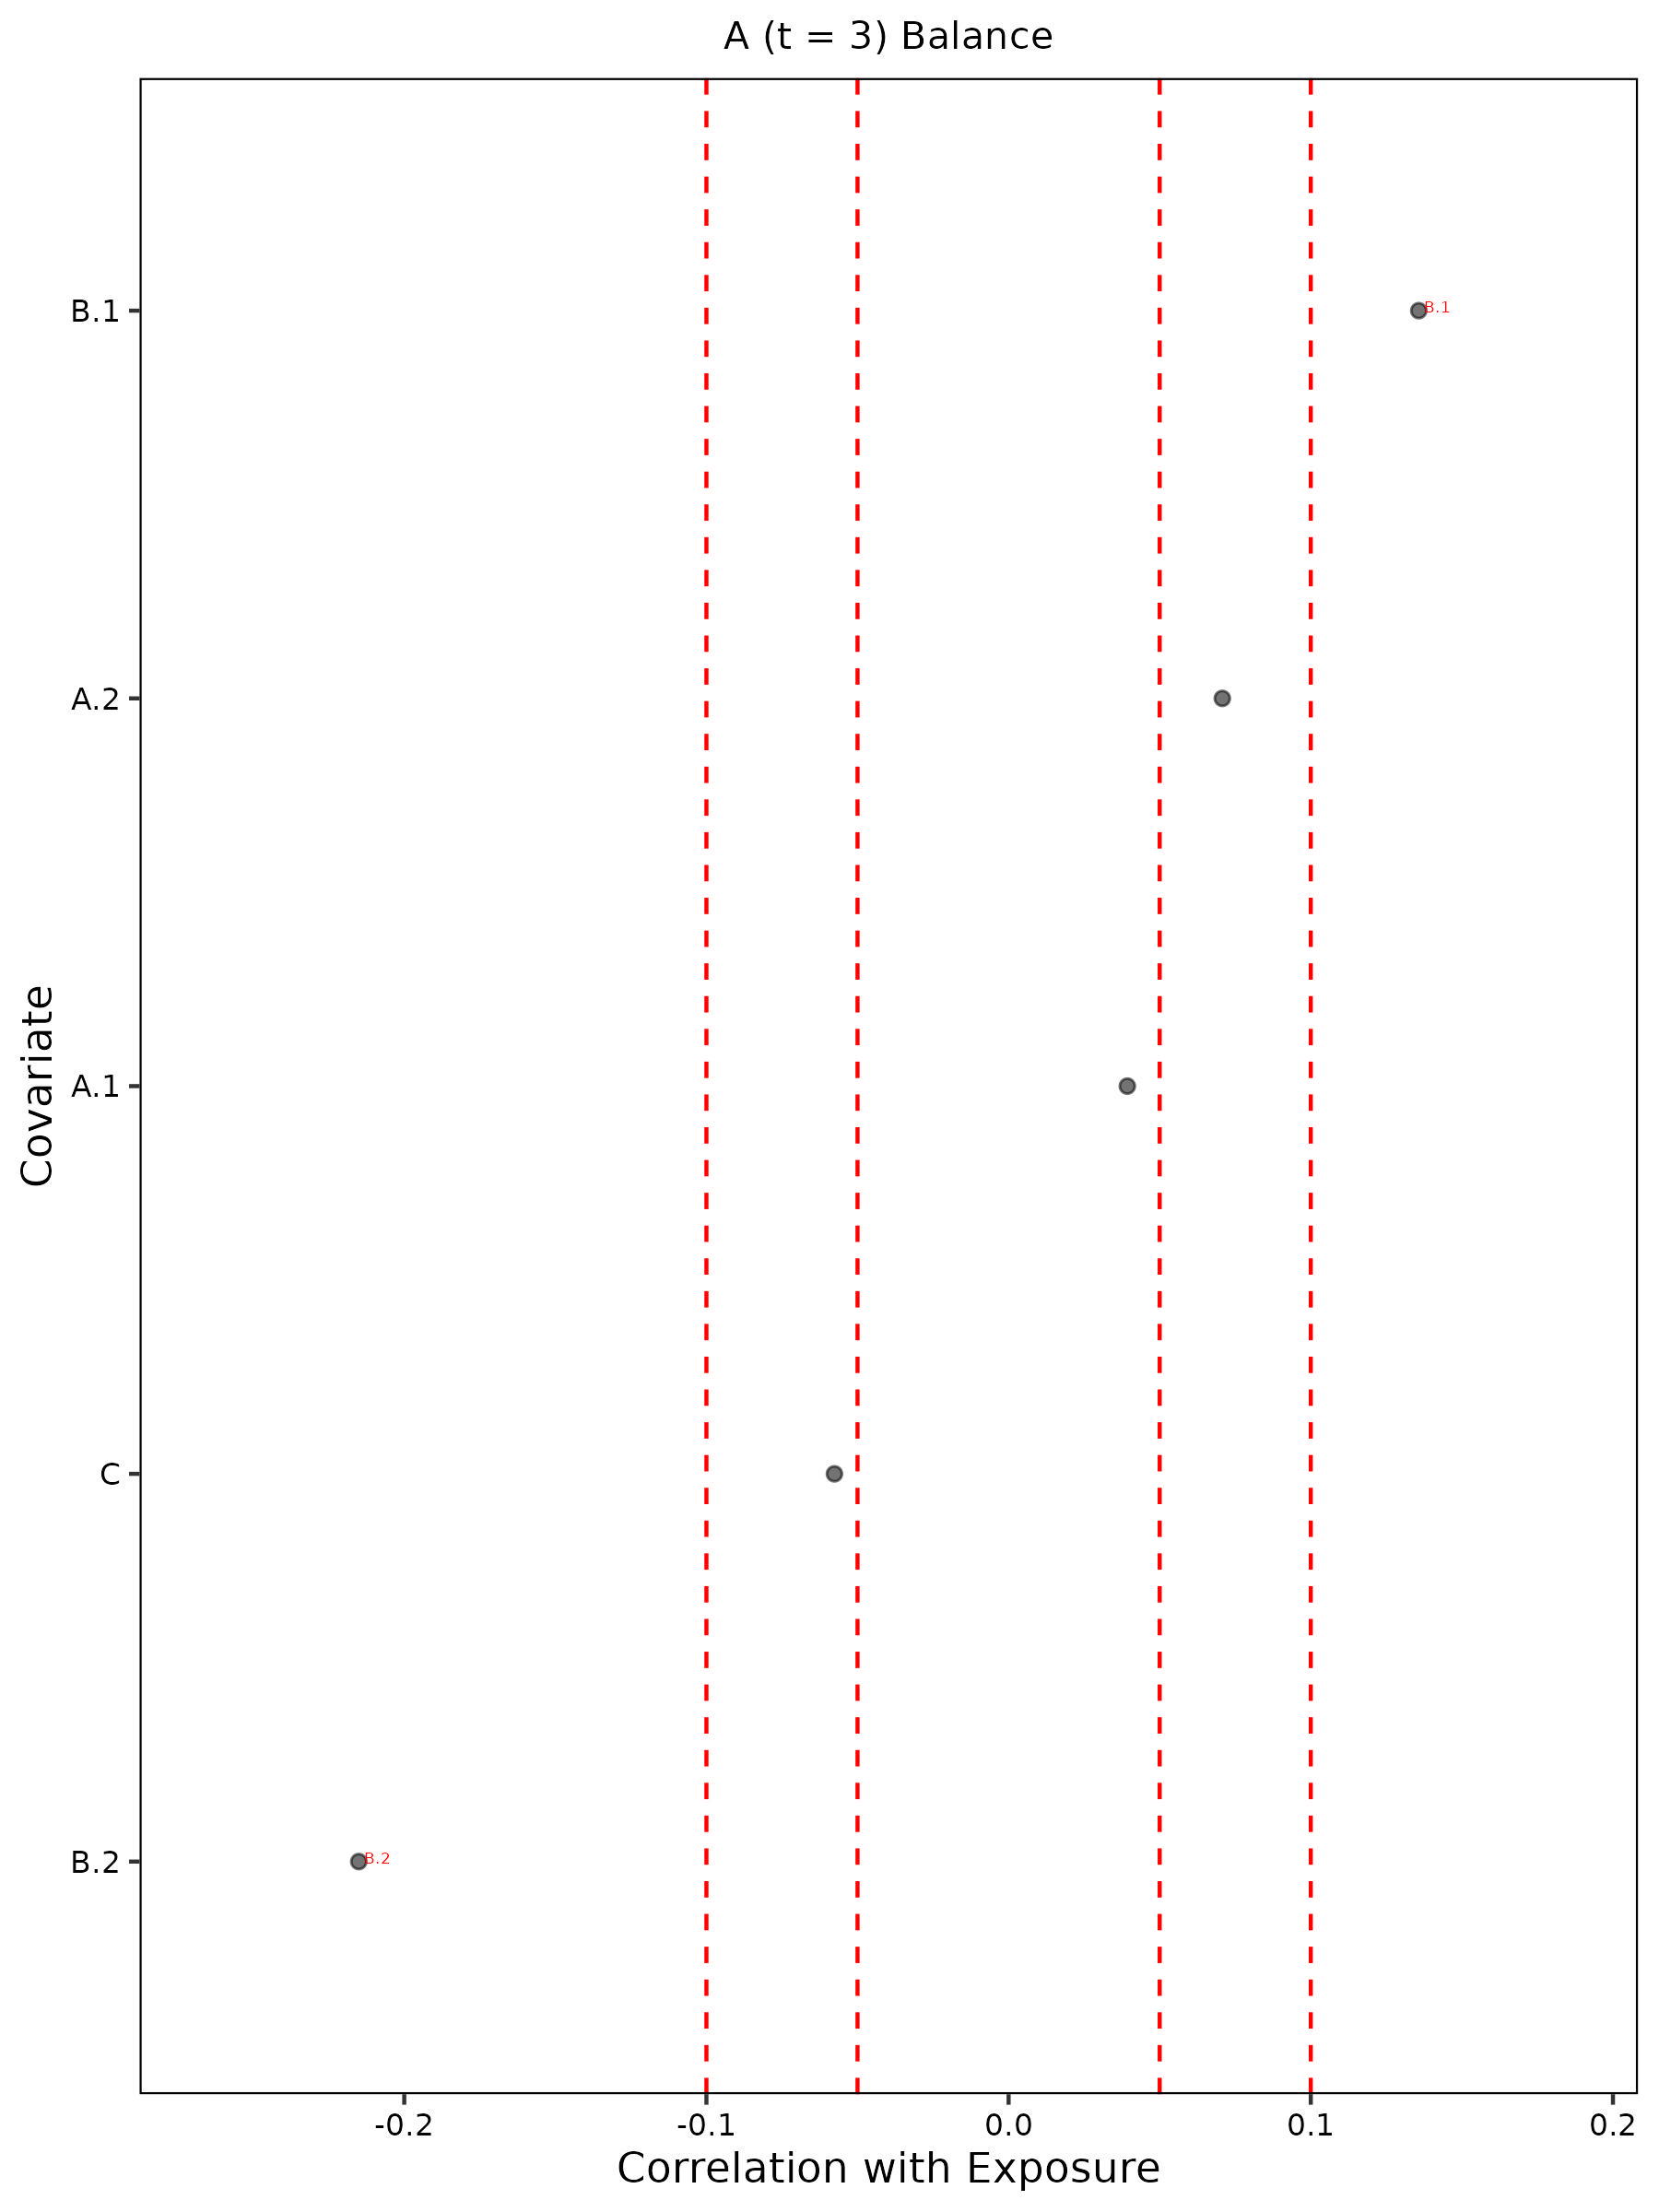 A (t = 3) Balance
B.1
B.1
A.2
Covariate
A.1
C
B.2
B.2
-0.2
-0.1
0.0
0.1
0.2
Correlation with Exposure